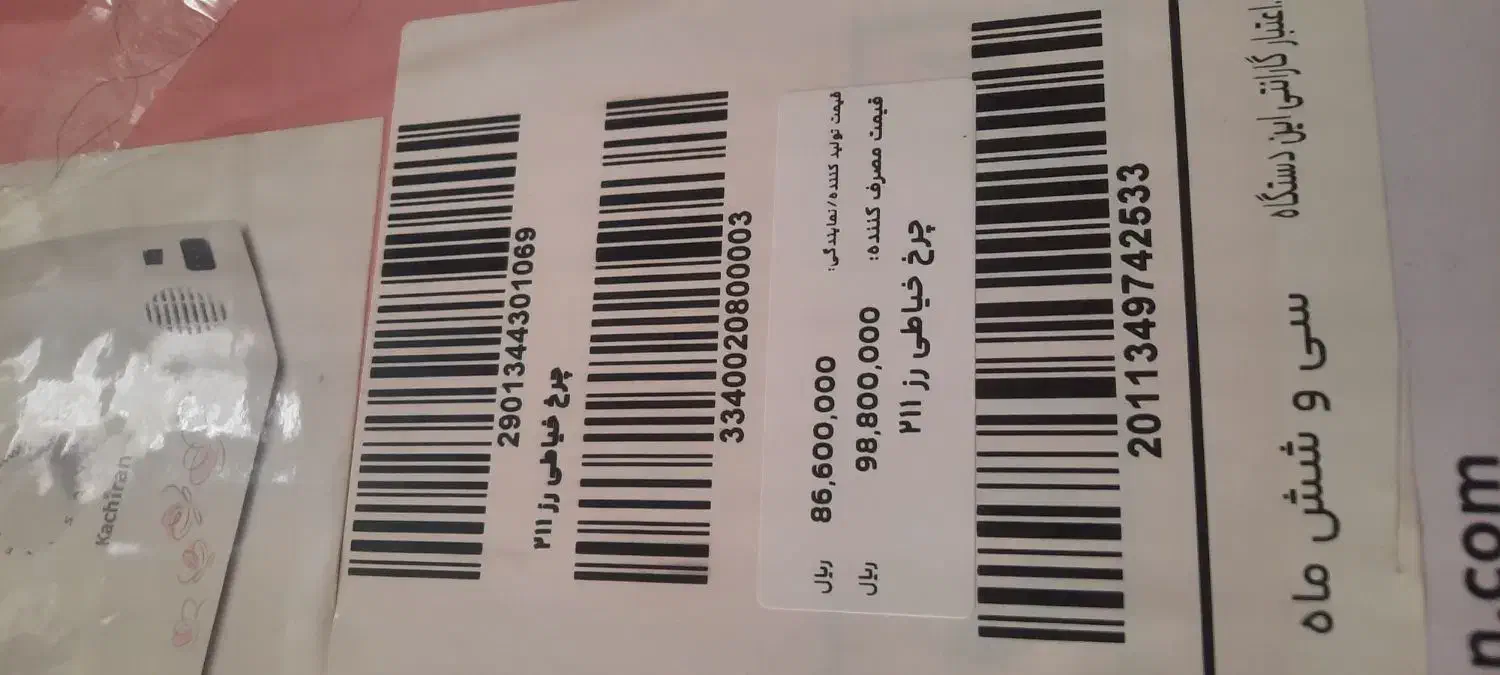 Kachiran
2901344301069
چرخ خیاطی رز ۲۱۱
3340020800003
قیمت تولید کننده/نمایندگی: 86,600,000 ریال
قیمت مصرف کننده: 98,800,000 ریال
چرخ خیاطی رز ۲۱۱
2011349742533
اعتبار گارانتی این دستگاه
سی و شش ماه
n.com